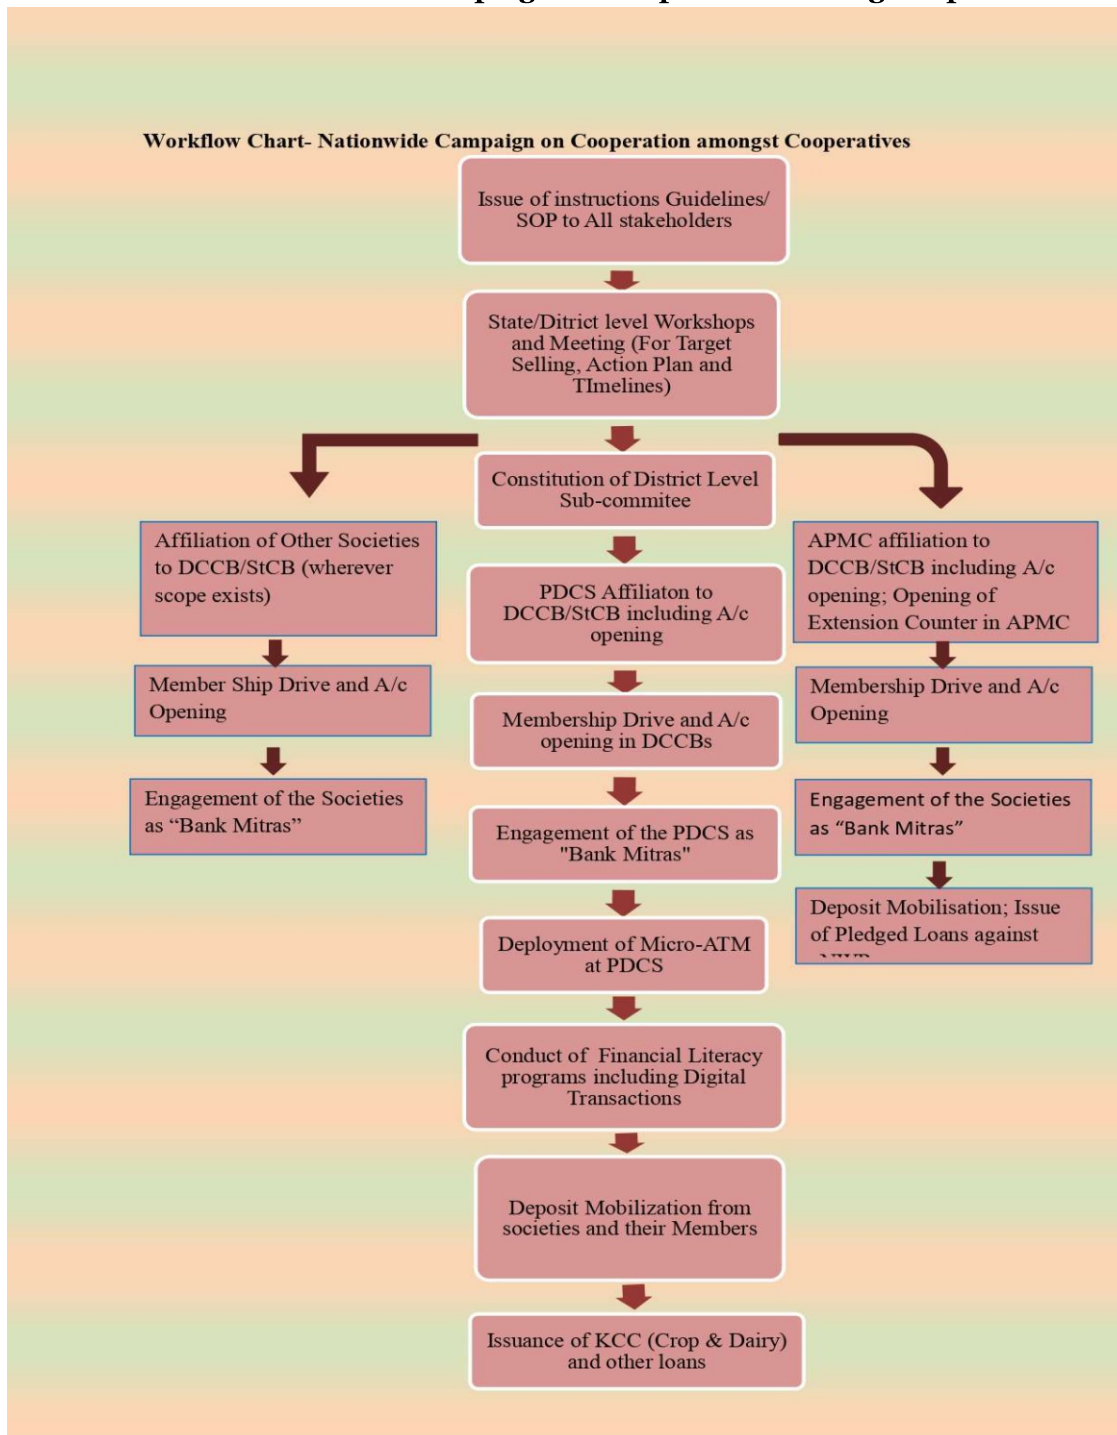 Workflow Chart- Nationwide Campaign on Cooperation amongst Cooperatives
Issue of instructions Guidelines/
SOP to All stakeholders
State/Ditrict level Workshops
and Meeting (For Target
Selling, Action Plan and
TImelines)
Constitution of District Level
Sub-commitee
PDCS Affiliaton to
DCCB/StCB including A/c
opening
Membership Drive and A/c
opening in DCCBs
Engagement of the PDCS as
"Bank Mitras"
Deployment of Micro-ATM
at PDCS
Conduct of Financial Literacy
programs including Digital
Transactions
Deposit Mobilization from
societies and their Members
Issuance of KCC (Crop & Dairy)
and other loans
Affiliation of Other Societies
to DCCB/StCB (wherever
scope exists)
Member Ship Drive and A/c
Opening
Engagement of the Societies
as “Bank Mitras”
APMC affiliation to
DCCB/StCB including A/c
opening; Opening of
Extension Counter in APMC
Membership Drive and A/c
Opening
Engagement of the Societies
as “Bank Mitras”
Deposit Mobilisation; Issue
of Pledged Loans against